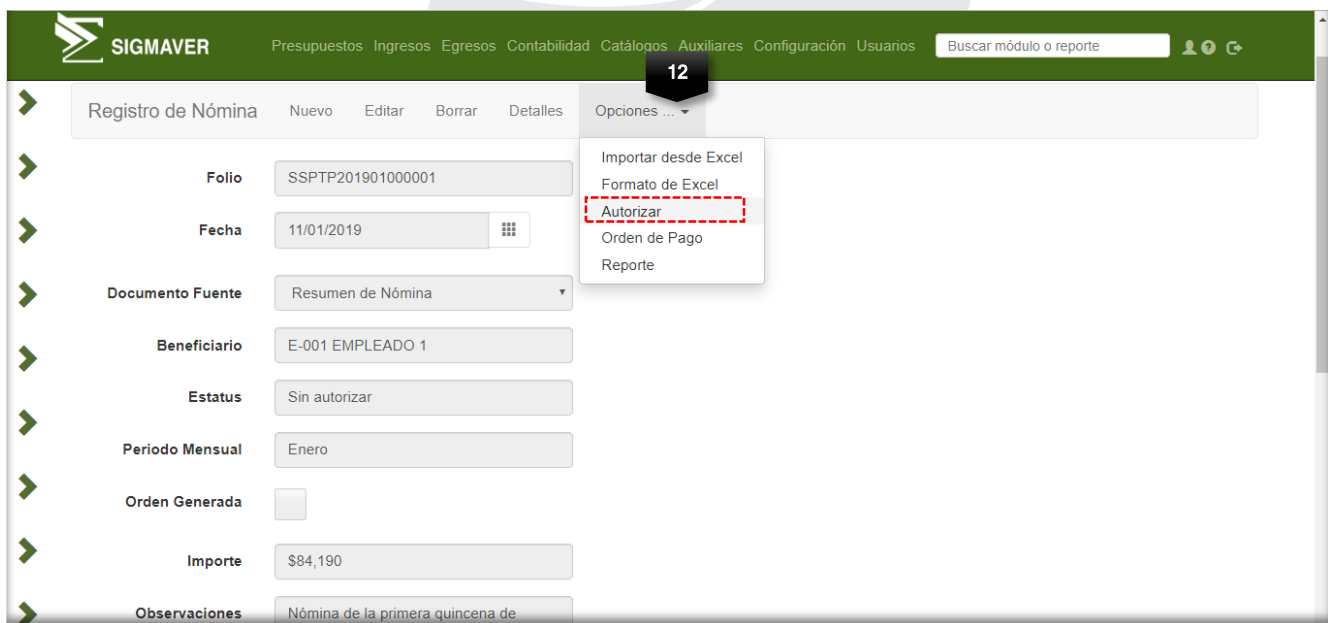 SIGMAVER
Presupuestos Ingresos Egresos Contabilidad Catálogos Auxiliares Configuración Usuarios
Buscar módulo o reporte
12
Registro de Nómina Nuevo Editar Borrar Detalles Opciones ...
Importar desde Excel
Formato de Excel
Autorizar
Orden de Pago
Reporte
Folio SSPTP201901000001
Fecha 11/01/2019
Documento Fuente Resumen de Nómina
Beneficiario E-001 EMPLEADO 1
Estatus Sin autorizar
Periodo Mensual Enero
Orden Generada
Importe $84,190
Observaciones Nómina de la primera quincena de